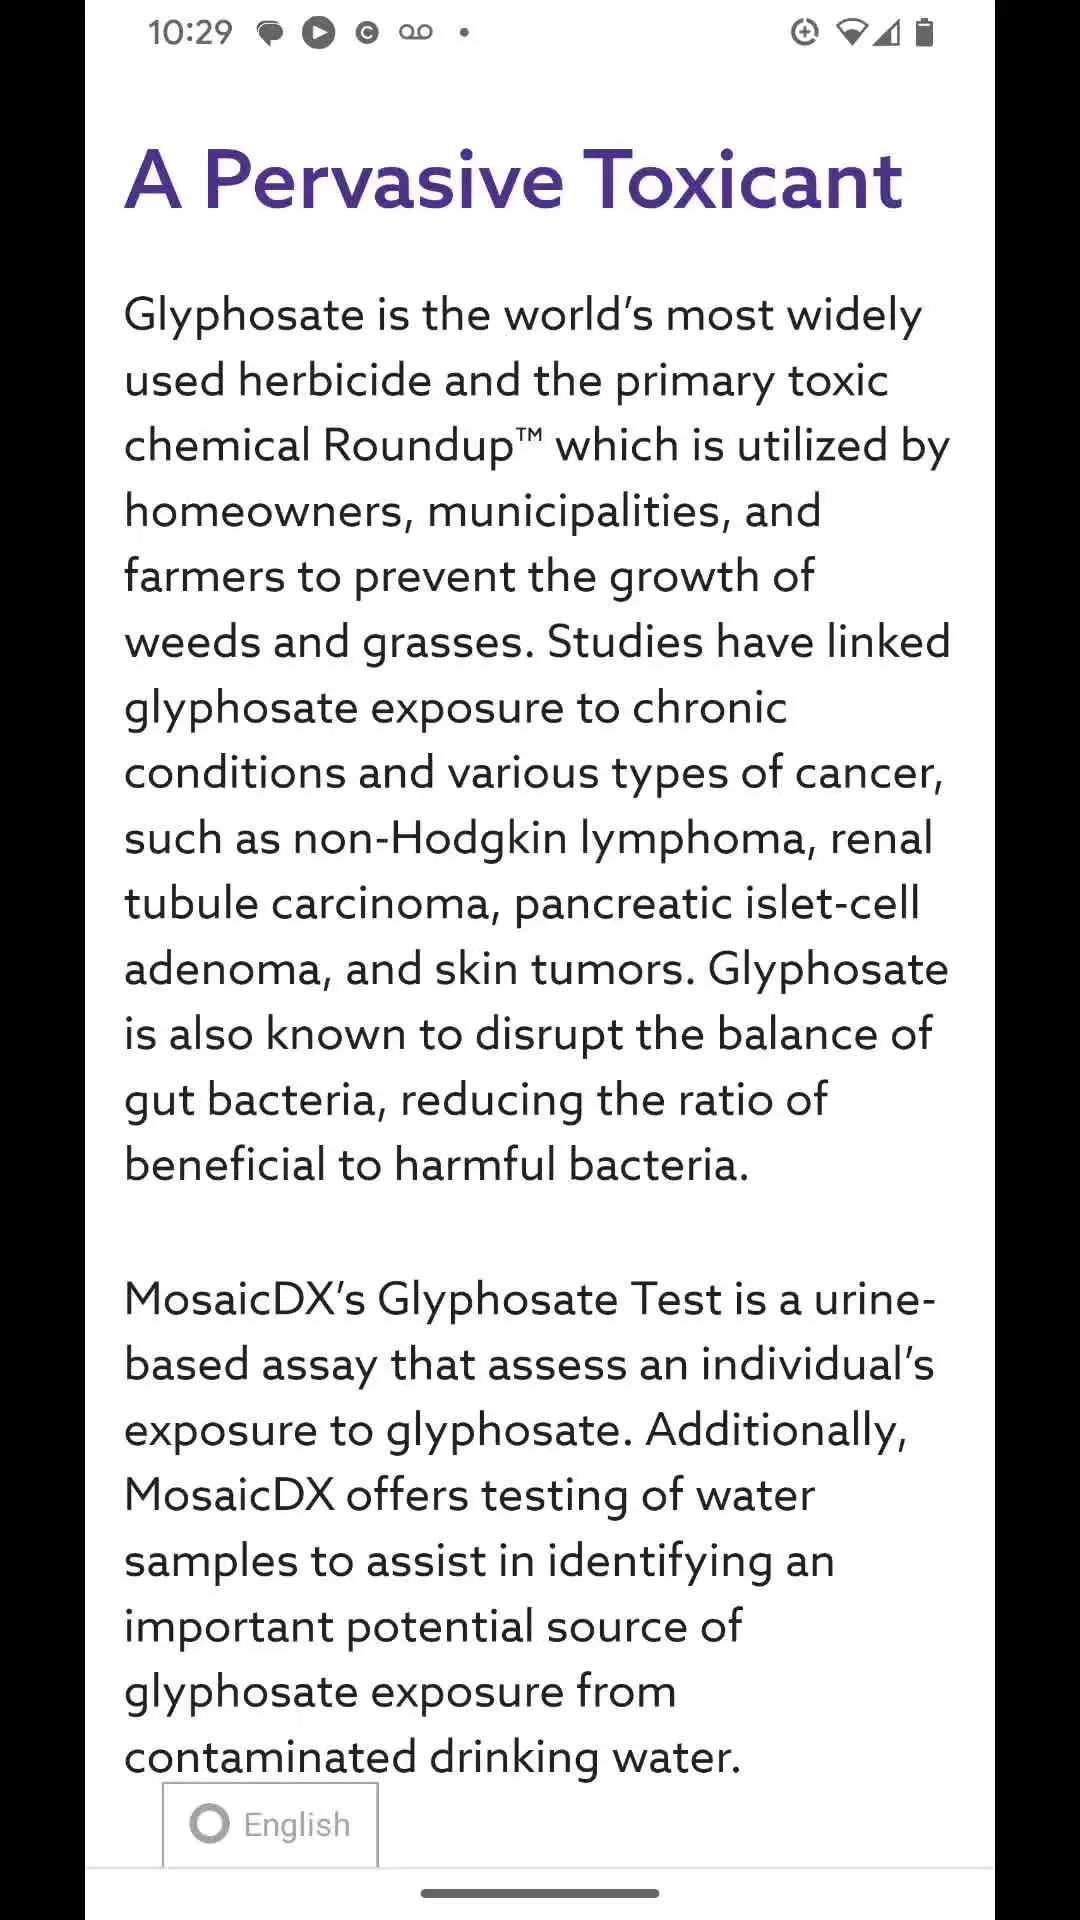 10:29
A Pervasive Toxicant
Glyphosate is the world’s most widely
used herbicide and the primary toxic
chemical Roundup™ which is utilized by
homeowners, municipalities, and
farmers to prevent the growth of
weeds and grasses. Studies have linked
glyphosate exposure to chronic
conditions and various types of cancer,
such as non-Hodgkin lymphoma, renal
tubule carcinoma, pancreatic islet-cell
adenoma, and skin tumors. Glyphosate
is also known to disrupt the balance of
gut bacteria, reducing the ratio of
beneficial to harmful bacteria.
MosaicDX’s Glyphosate Test is a urine-
based assay that assess an individual’s
exposure to glyphosate. Additionally,
MosaicDX offers testing of water
samples to assist in identifying an
important potential source of
glyphosate exposure from
contaminated drinking water.
English